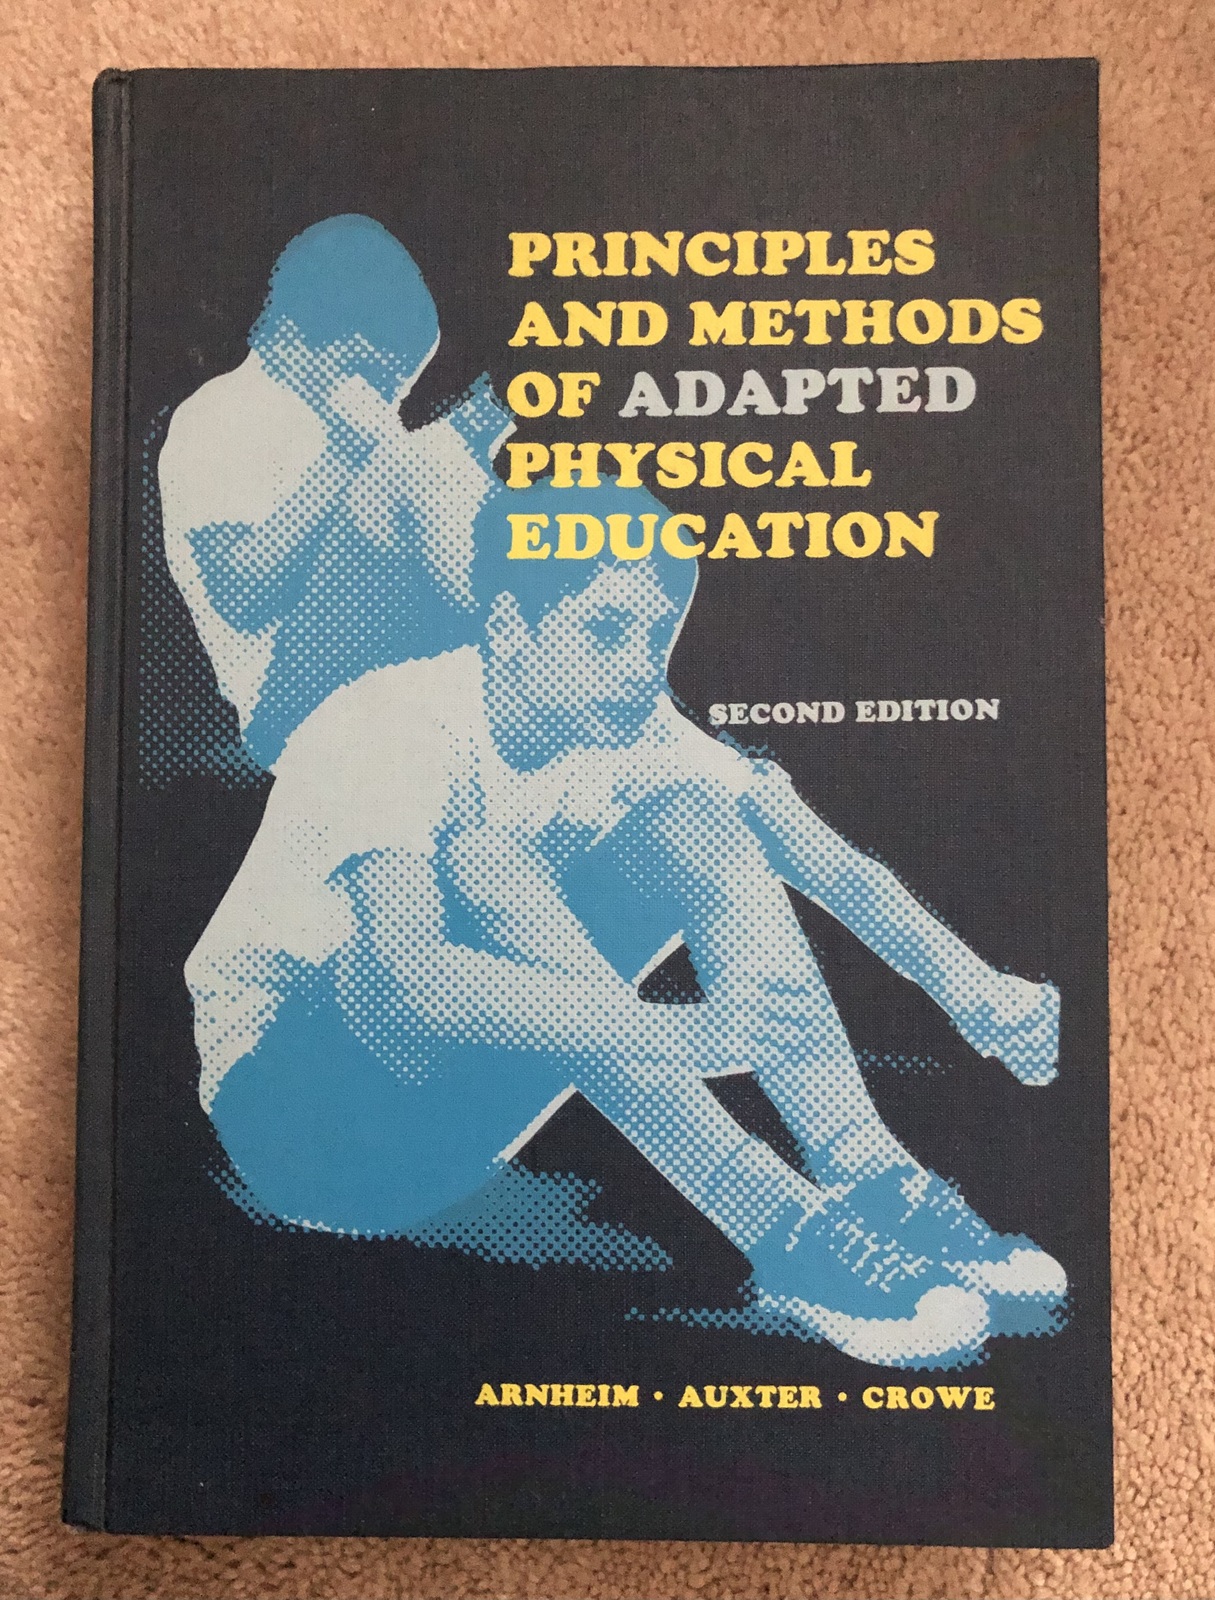 PRINCIPLES
AND METHODS
OF ADAPTED
PHYSICAL
EDUCATION
SECOND EDITION
ARNHEIM • AUXTER • CROWE